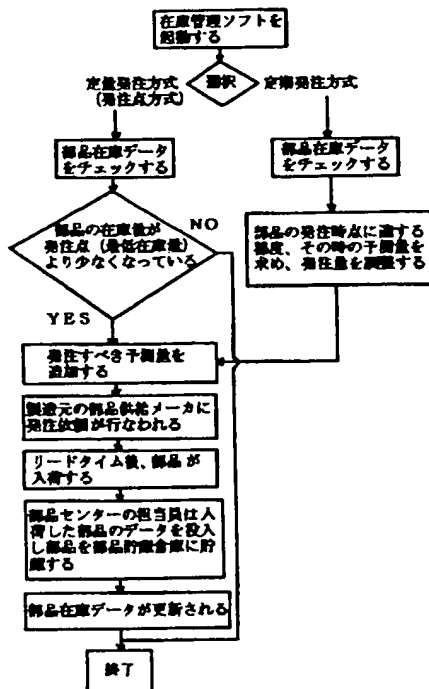 在庫管理ソフトを
起動する
選択
定量発注方式
(発注点方式)
定期発注方式
部品在庫データ
をチェックする
部品在庫データ
をチェックする
部品の在庫量が
発注点(最低在庫量)
より少なくなっている
NO
YES
部品の発注時点に達する
都度、その時の予測量を
求め、発注量を調整する
発注すべき予測量を
追加する
製造元の部品供給メーカに
発注依頼が行なわれる
リードタイム後、部品が
入荷する
部品センターの担当員は入
荷した部品のデータを投入
し部品を部品貯蔵倉庫に貯
蔵する
部品在庫データが更新される
終了